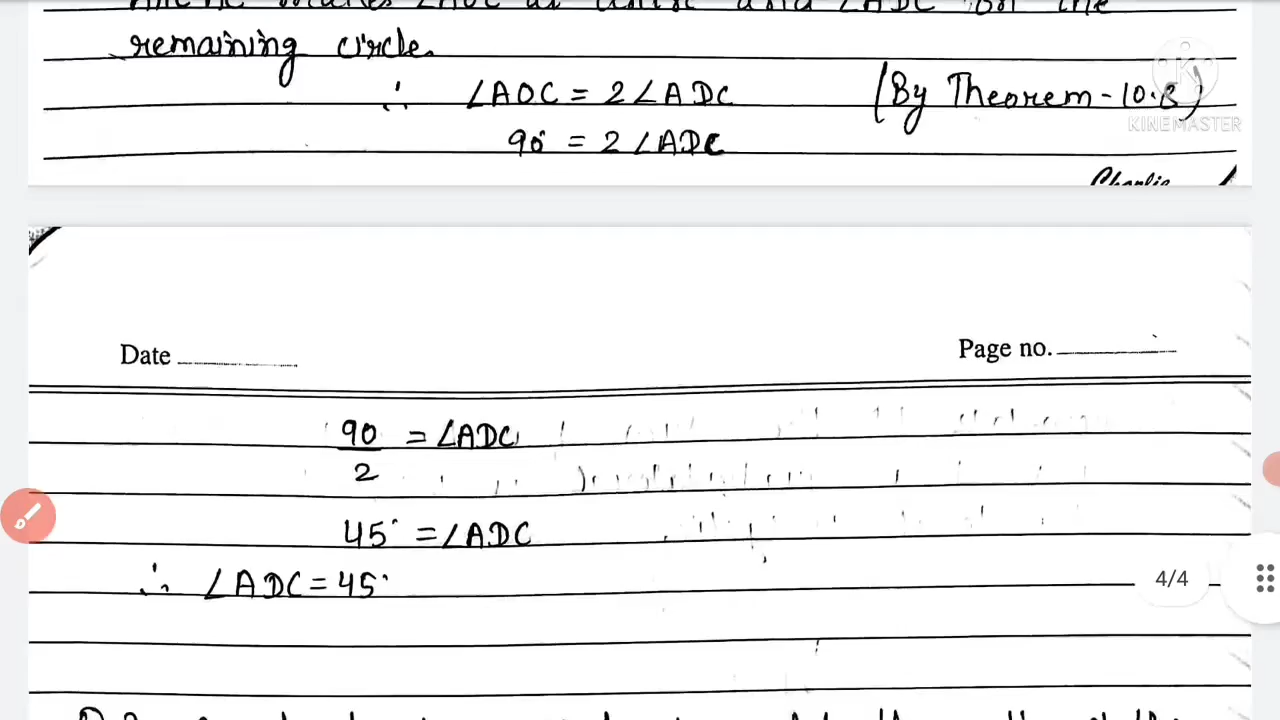 remaining circle.
∴ ∠AOC = 2∠ADC (By Theorem - 10.8)
KINEMASTER
90° = 2∠ADC
Charlie
Date
Page no.
90/2 = ∠ADC
45° = ∠ADC
4/4
∴ ∠ADC = 45°